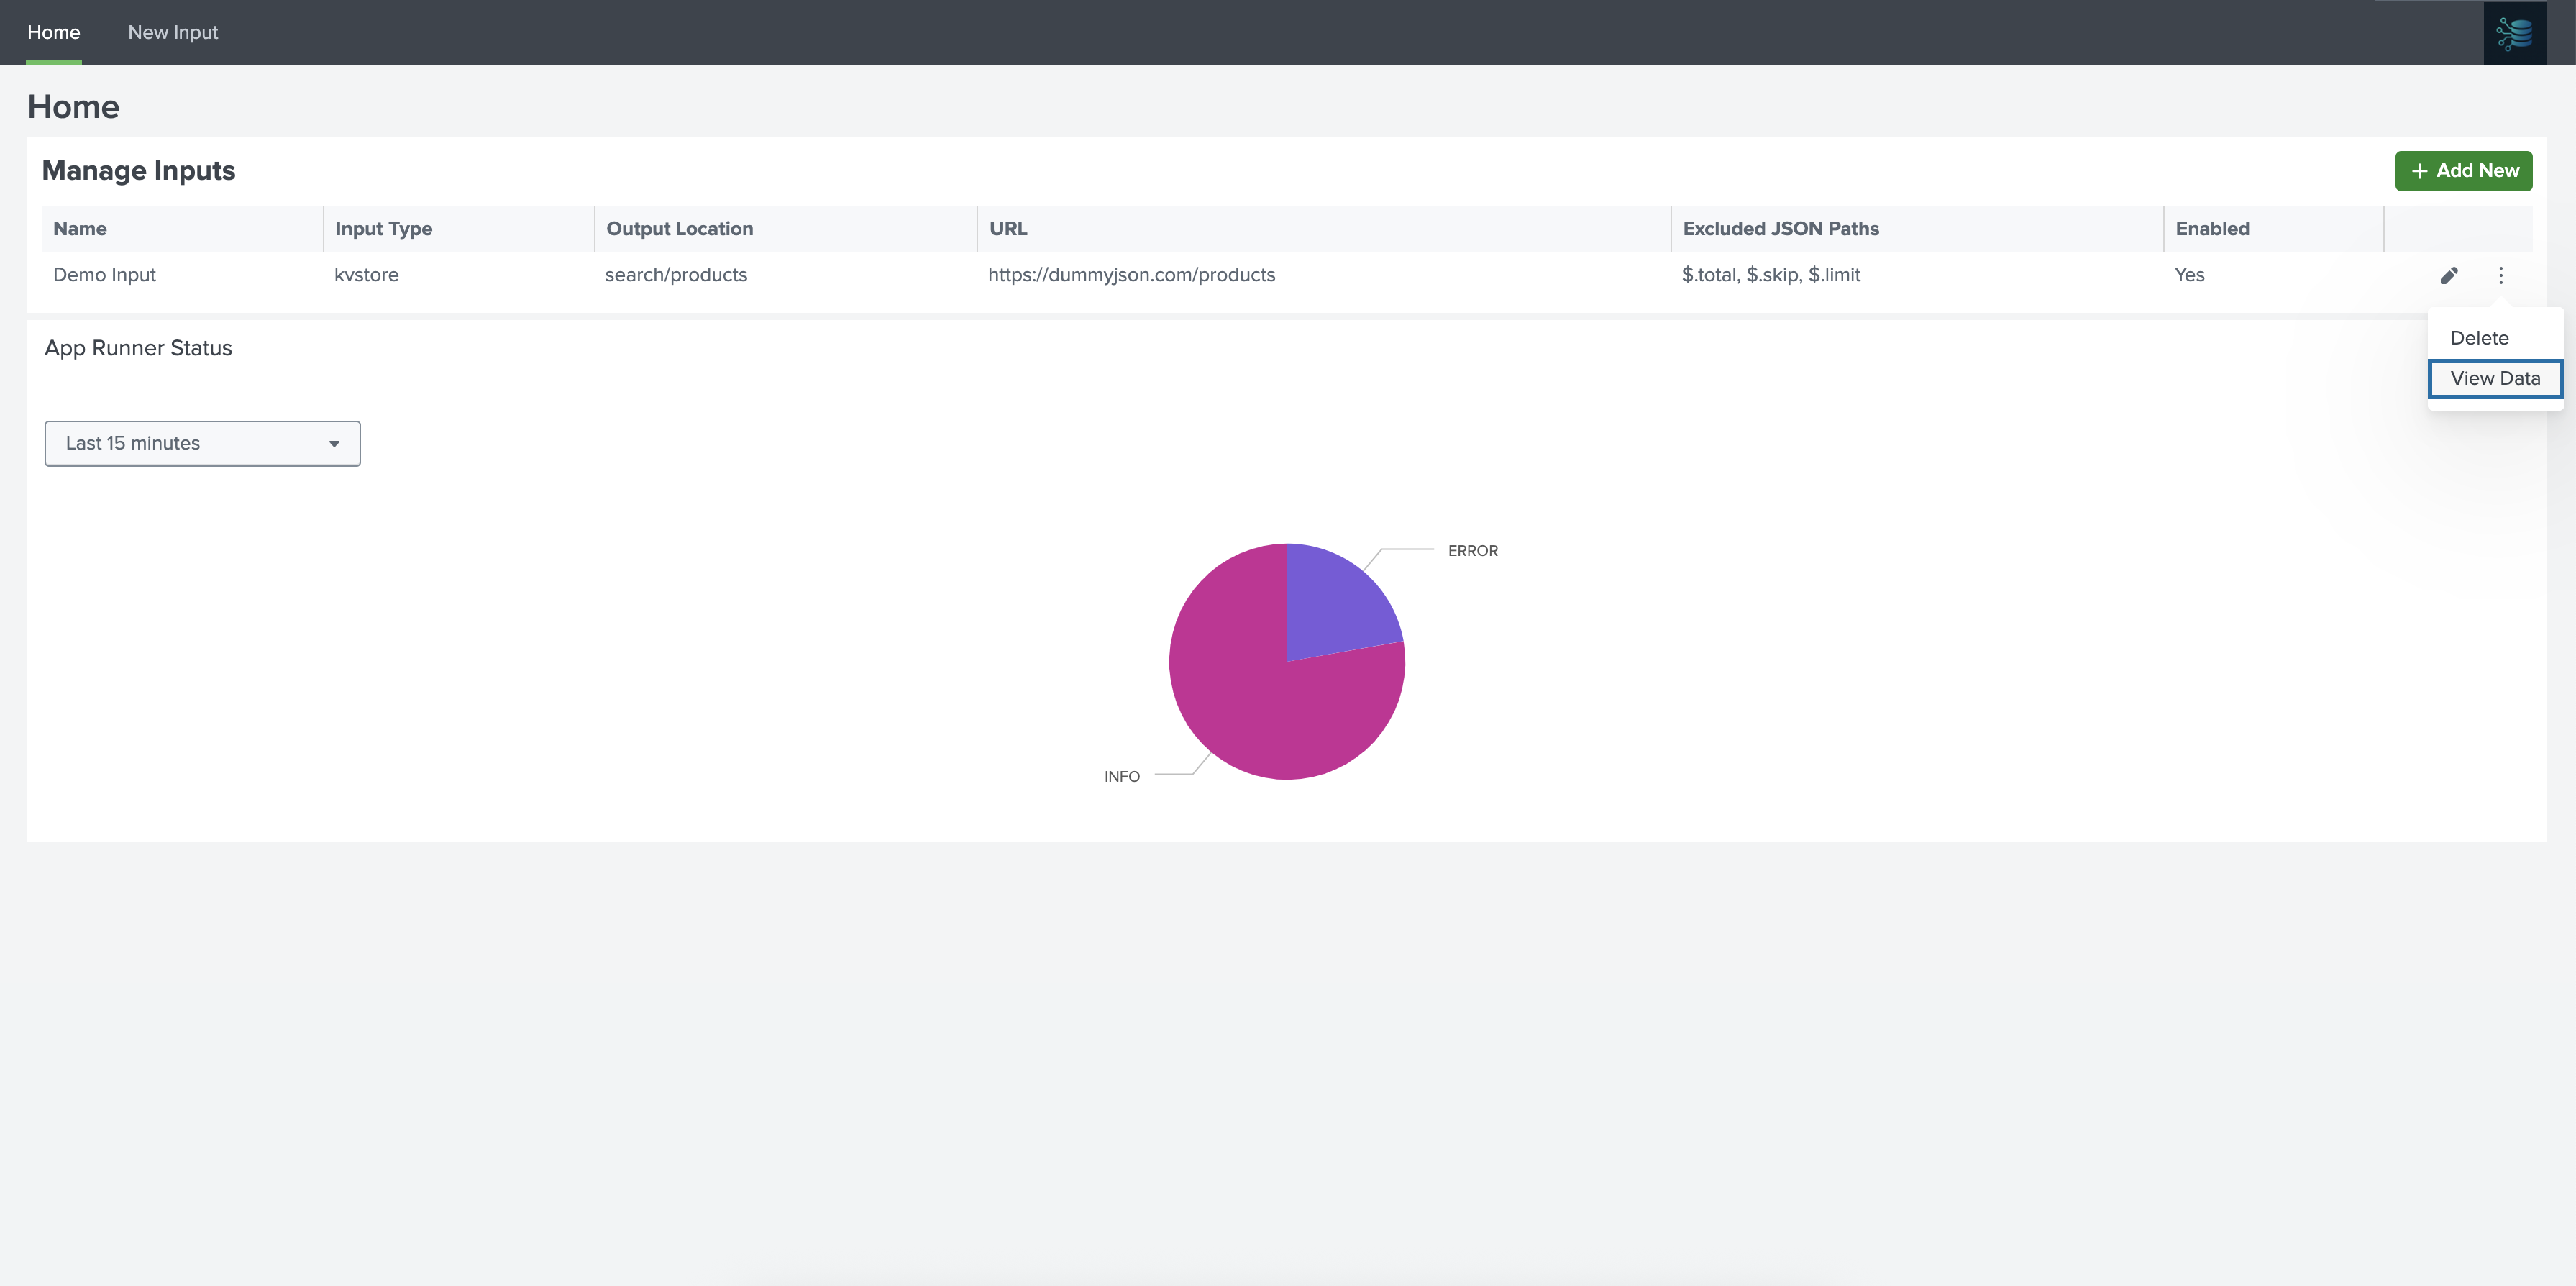 Home New Input
Home
Manage Inputs
Add New
Name Input Type Output Location URL Excluded JSON Paths Enabled
Demo Input kvstore search/products https://dummyjson.com/products $.total, $.skip, $.limit Yes
Delete
View Data
App Runner Status
Last 15 minutes
ERROR
INFO